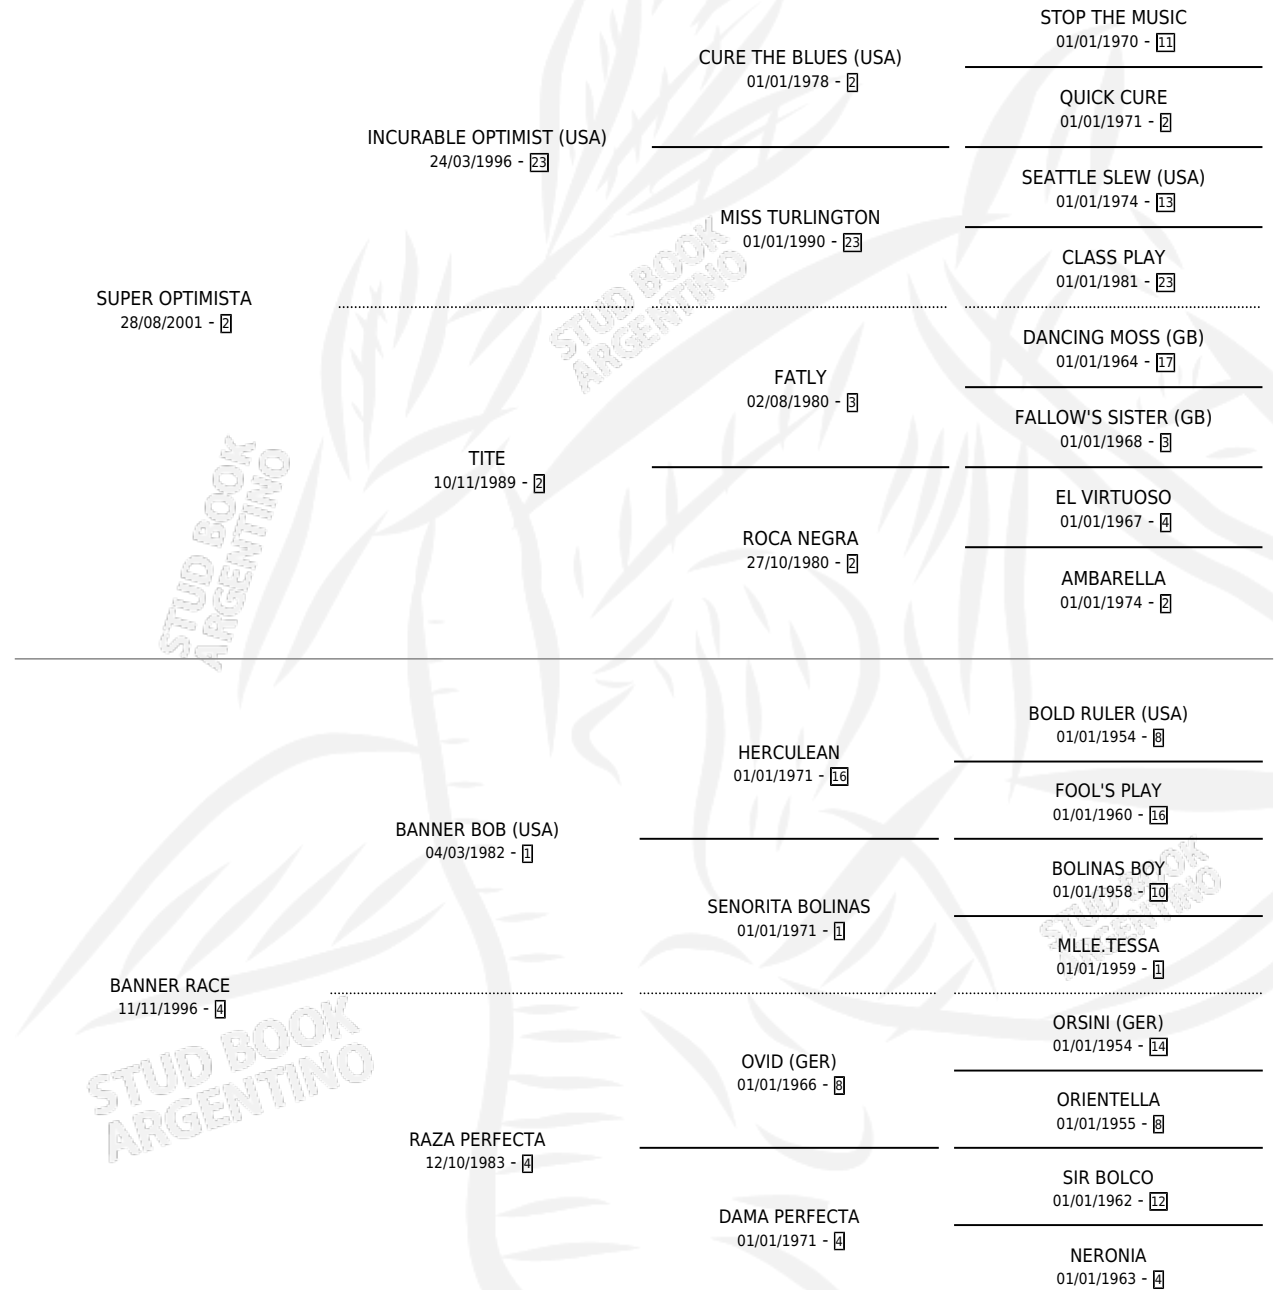 STOP THE MUSIC
01/01/1970 - 11
CURE THE BLUES (USA)
01/01/1978 - 2
QUICK CURE
01/01/1971 - 2
INCURABLE OPTIMIST (USA)
24/03/1996 - 23
SEATTLE SLEW (USA)
01/01/1974 - 13
MISS TURLINGTON
01/01/1990 - 23
CLASS PLAY
01/01/1981 - 23
SUPER OPTIMISTA
28/08/2001 - 2
DANCING MOSS (GB)
01/01/1964 - 17
FATLY
02/08/1980 - 3
FALLOW'S SISTER (GB)
01/01/1968 - 3
TITE
10/11/1989 - 2
EL VIRTUOSO
01/01/1967 - 4
ROCA NEGRA
27/10/1980 - 2
AMBARELLA
01/01/1974 - 2
STUD BOOK
ARGENTINO
STUD BOOK
ARGENTINO
BOLD RULER (USA)
01/01/1954 - 8
HERCULEAN
01/01/1971 - 16
FOOL'S PLAY
01/01/1960 - 16
BANNER BOB (USA)
04/03/1982 - 1
BOLINAS BOY
01/01/1958 - 10
SENORITA BOLINAS
01/01/1971 - 1
MLLE.TESSA
01/01/1959 - 1
BANNER RACE
11/11/1996 - 4
ORSINI (GER)
01/01/1954 - 14
OVID (GER)
01/01/1966 - 8
ORIENTELLA
01/01/1955 - 8
RAZA PERFECTA
12/10/1983 - 4
SIR BOLCO
01/01/1962 - 12
DAMA PERFECTA
01/01/1971 - 4
NERONIA
01/01/1963 - 4
STUD BOOK
ARGENTINO
STUD BOOK
ARGENTINO